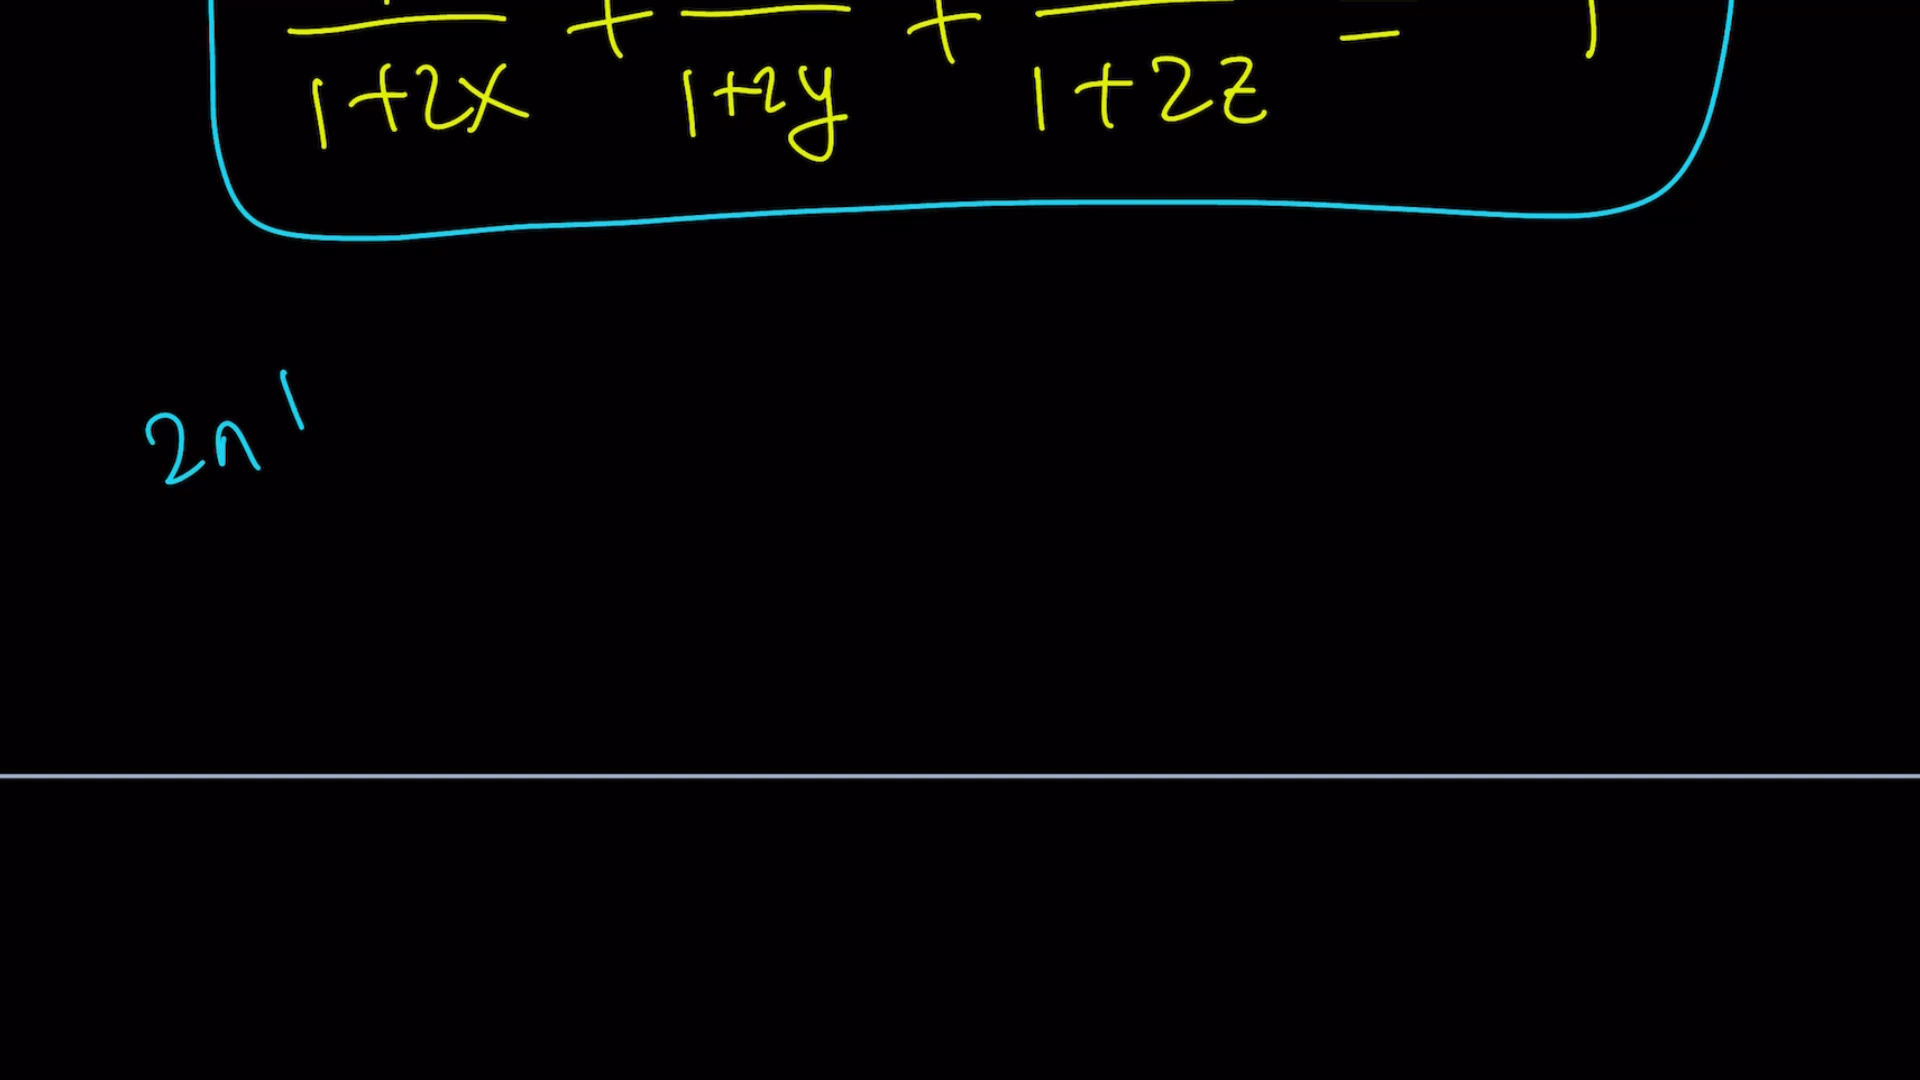 + + = 1
1+2x 1+2y 1+2z
2n